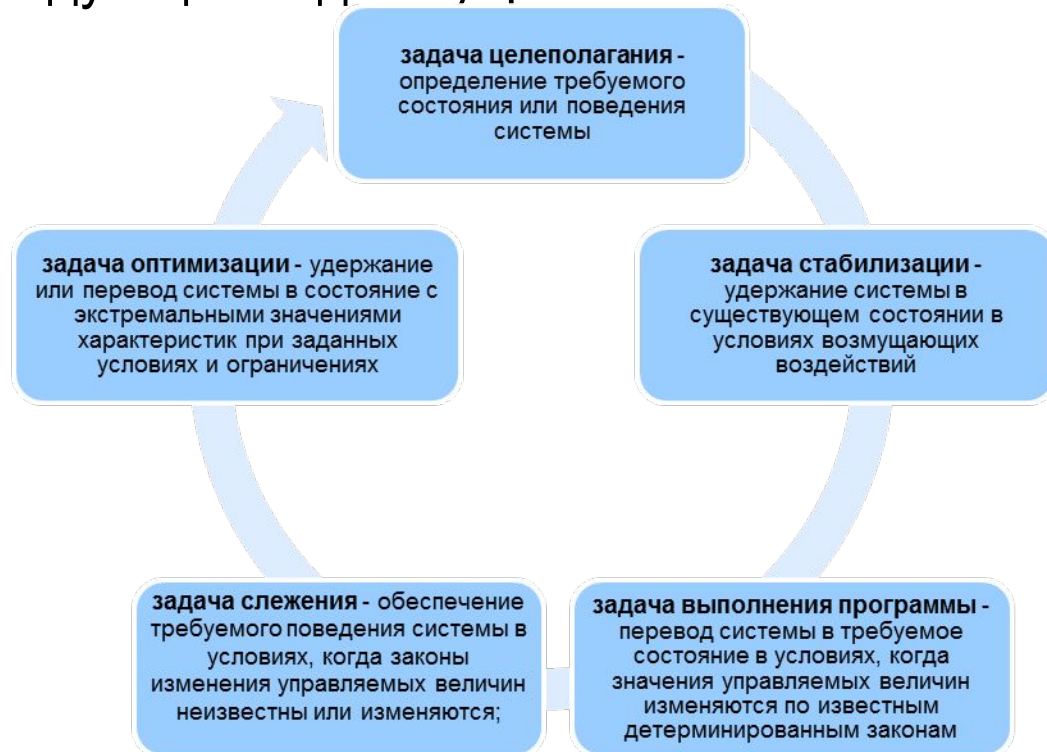 задача целеполагания -
определение требуемого
состояния или поведения
системы
задача стабилизации -
удержание системы в
существующем состоянии в
условиях возмущающих
воздействий
задача выполнения программы -
перевод системы в требуемое
состояние в условиях, когда
значения управляемых величин
изменяются по известным
детерминированным законам
задача слежения - обеспечение
требуемого поведения системы в
условиях, когда законы
изменения управляемых величин
неизвестны или изменяются;
задача оптимизации - удержание
или перевод системы в состояние с
экстремальными значениями
характеристик при заданных
условиях и ограничениях